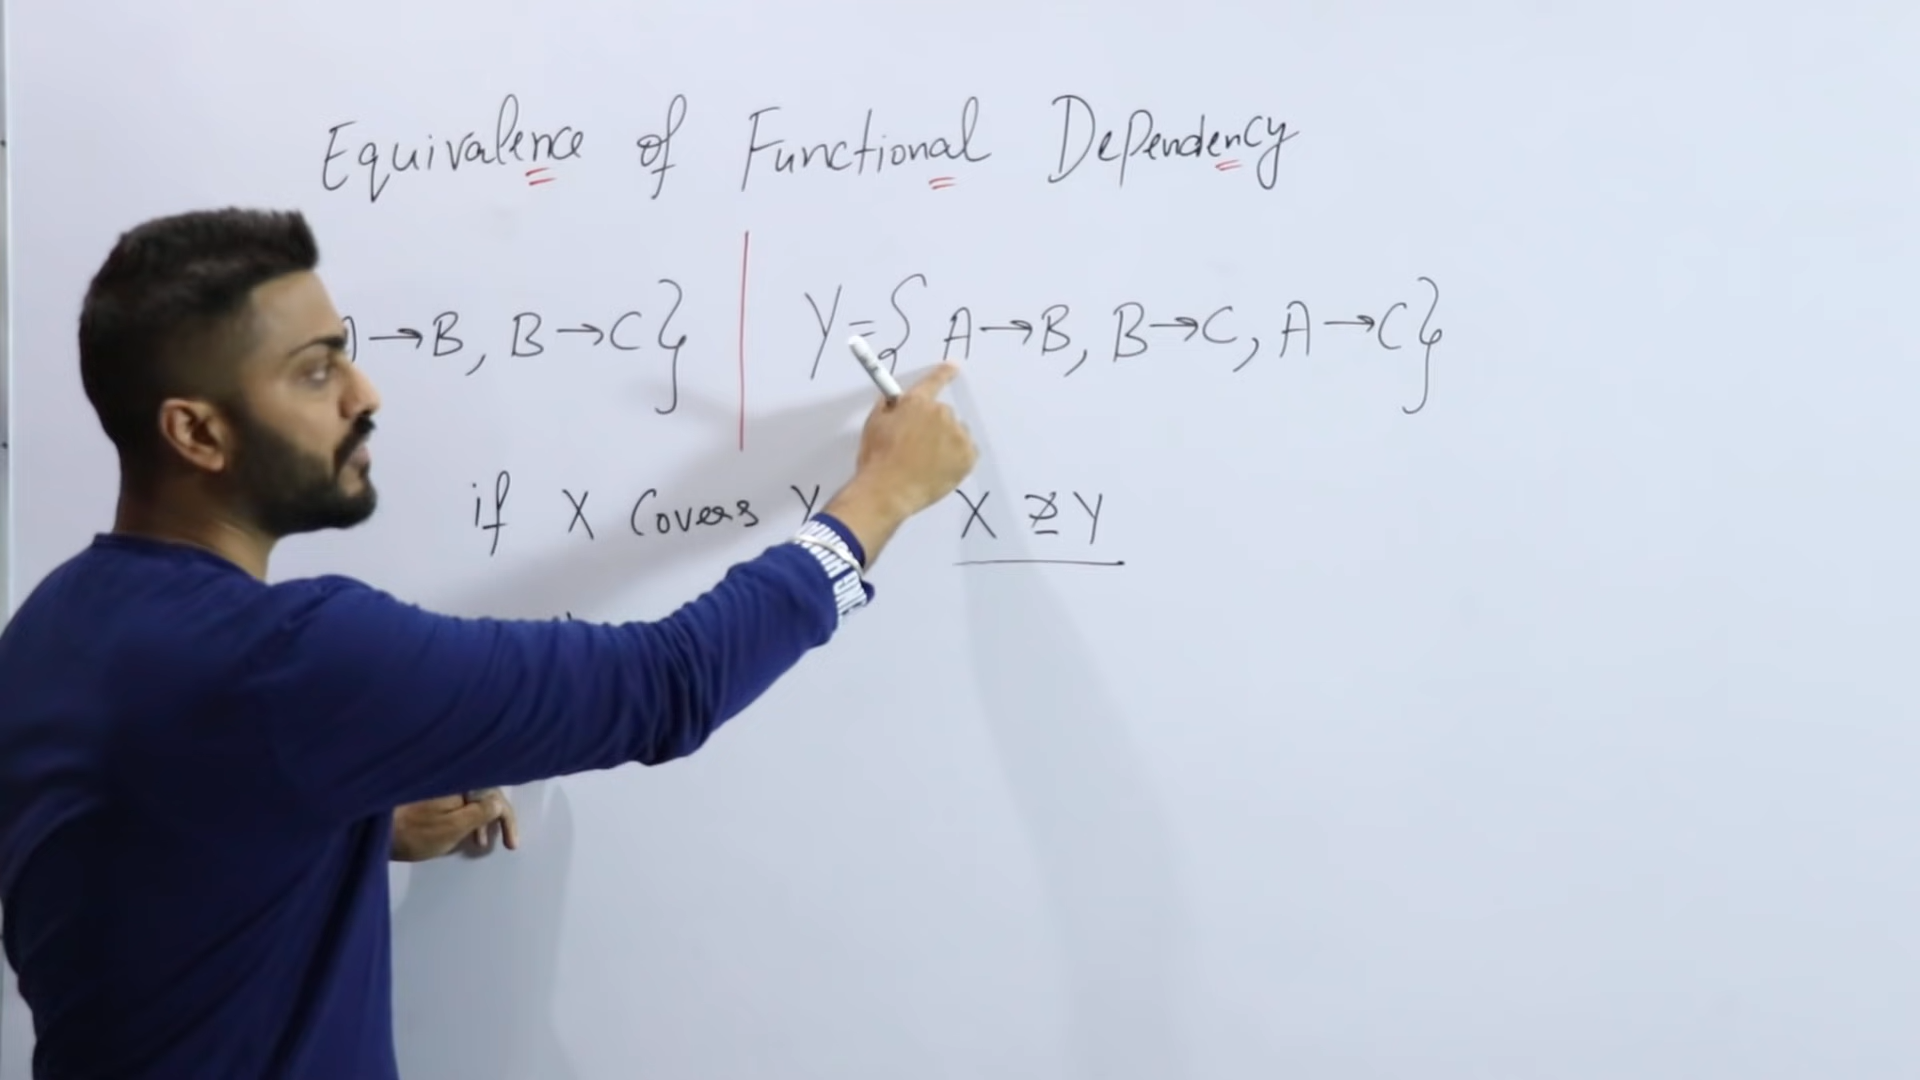 Equivalence of Functional Dependency
→B, B→C} Y={ A→B, B→C, A→C}
if X Covers Y X ⊇ Y